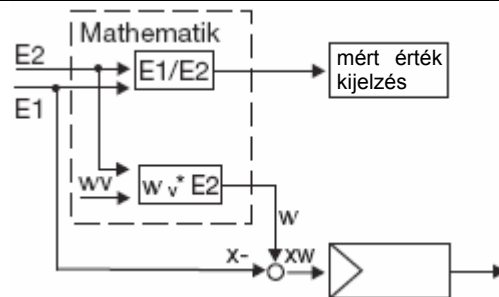 Mathematik
E2
E1/E2
mért érték
kijelzés
E1
wv
w v* E2
w
x-
xw